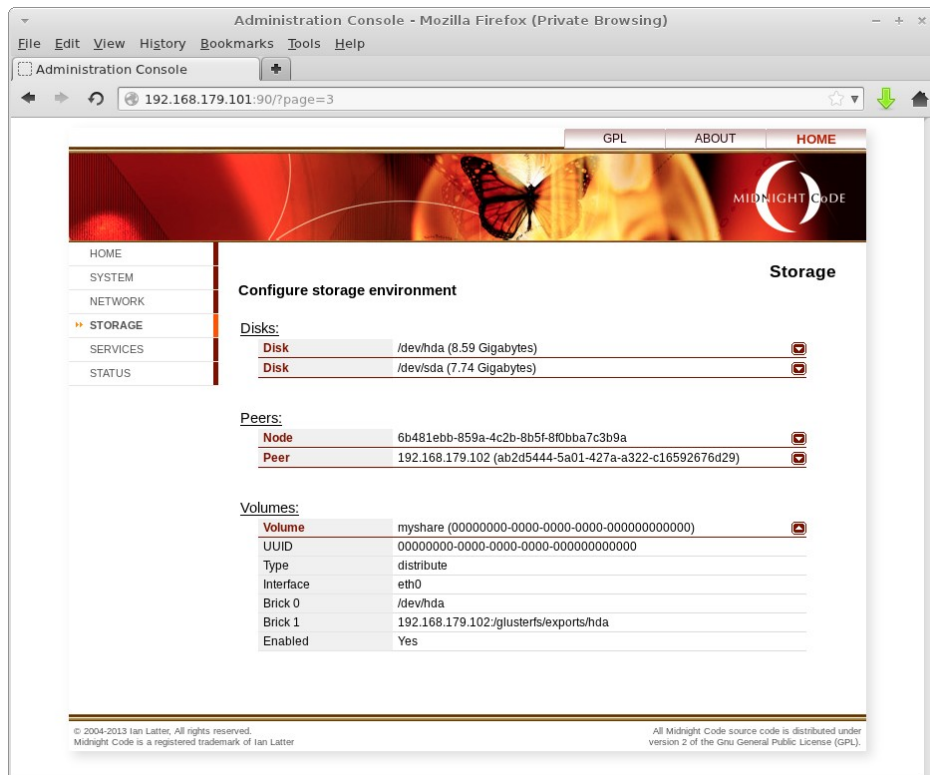 Administration Console - Mozilla Firefox (Private Browsing)
File Edit View History Bookmarks Tools Help
Administration Console
192.168.179.101:90/?page=3
GPL ABOUT HOME
MIDNIGHT CoDE
HOME
SYSTEM
NETWORK
STORAGE
SERVICES
STATUS
Storage
Configure storage environment
Disks:
Disk /dev/hda (8.59 Gigabytes)
Disk /dev/sda (7.74 Gigabytes)
Peers:
Node 6b481ebb-859a-4c2b-8b5f-8f0bba7c3b9a
Peer 192.168.179.102 (ab2d5444-5a01-427a-a322-c16592676d29)
Volumes:
Volume myshare (00000000-0000-0000-0000-000000000000)
UUID 00000000-0000-0000-0000-000000000000
Type distribute
Interface eth0
Brick 0 /dev/hda
Brick 1 192.168.179.102:/glusterfs/exports/hda
Enabled Yes
© 2004-2013 Ian Latter, All rights reserved.
Midnight Code is a registered trademark of Ian Latter
All Midnight Code source code is distributed under
version 2 of the Gnu General Public License (GPL).